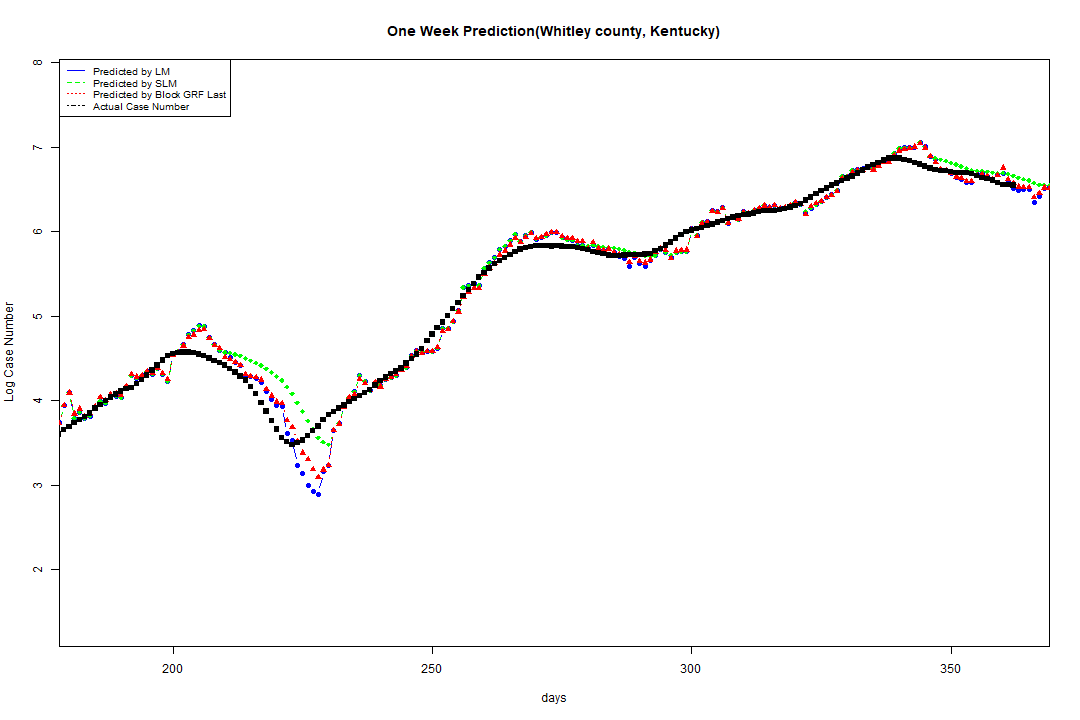 One Week Prediction(Whitley county, Kentucky)
Predicted by LM
Predicted by SLM
Predicted by Block GRF Last
Actual Case Number
8
7
6
5
4
3
2
Log Case Number
200
250
300
350
days